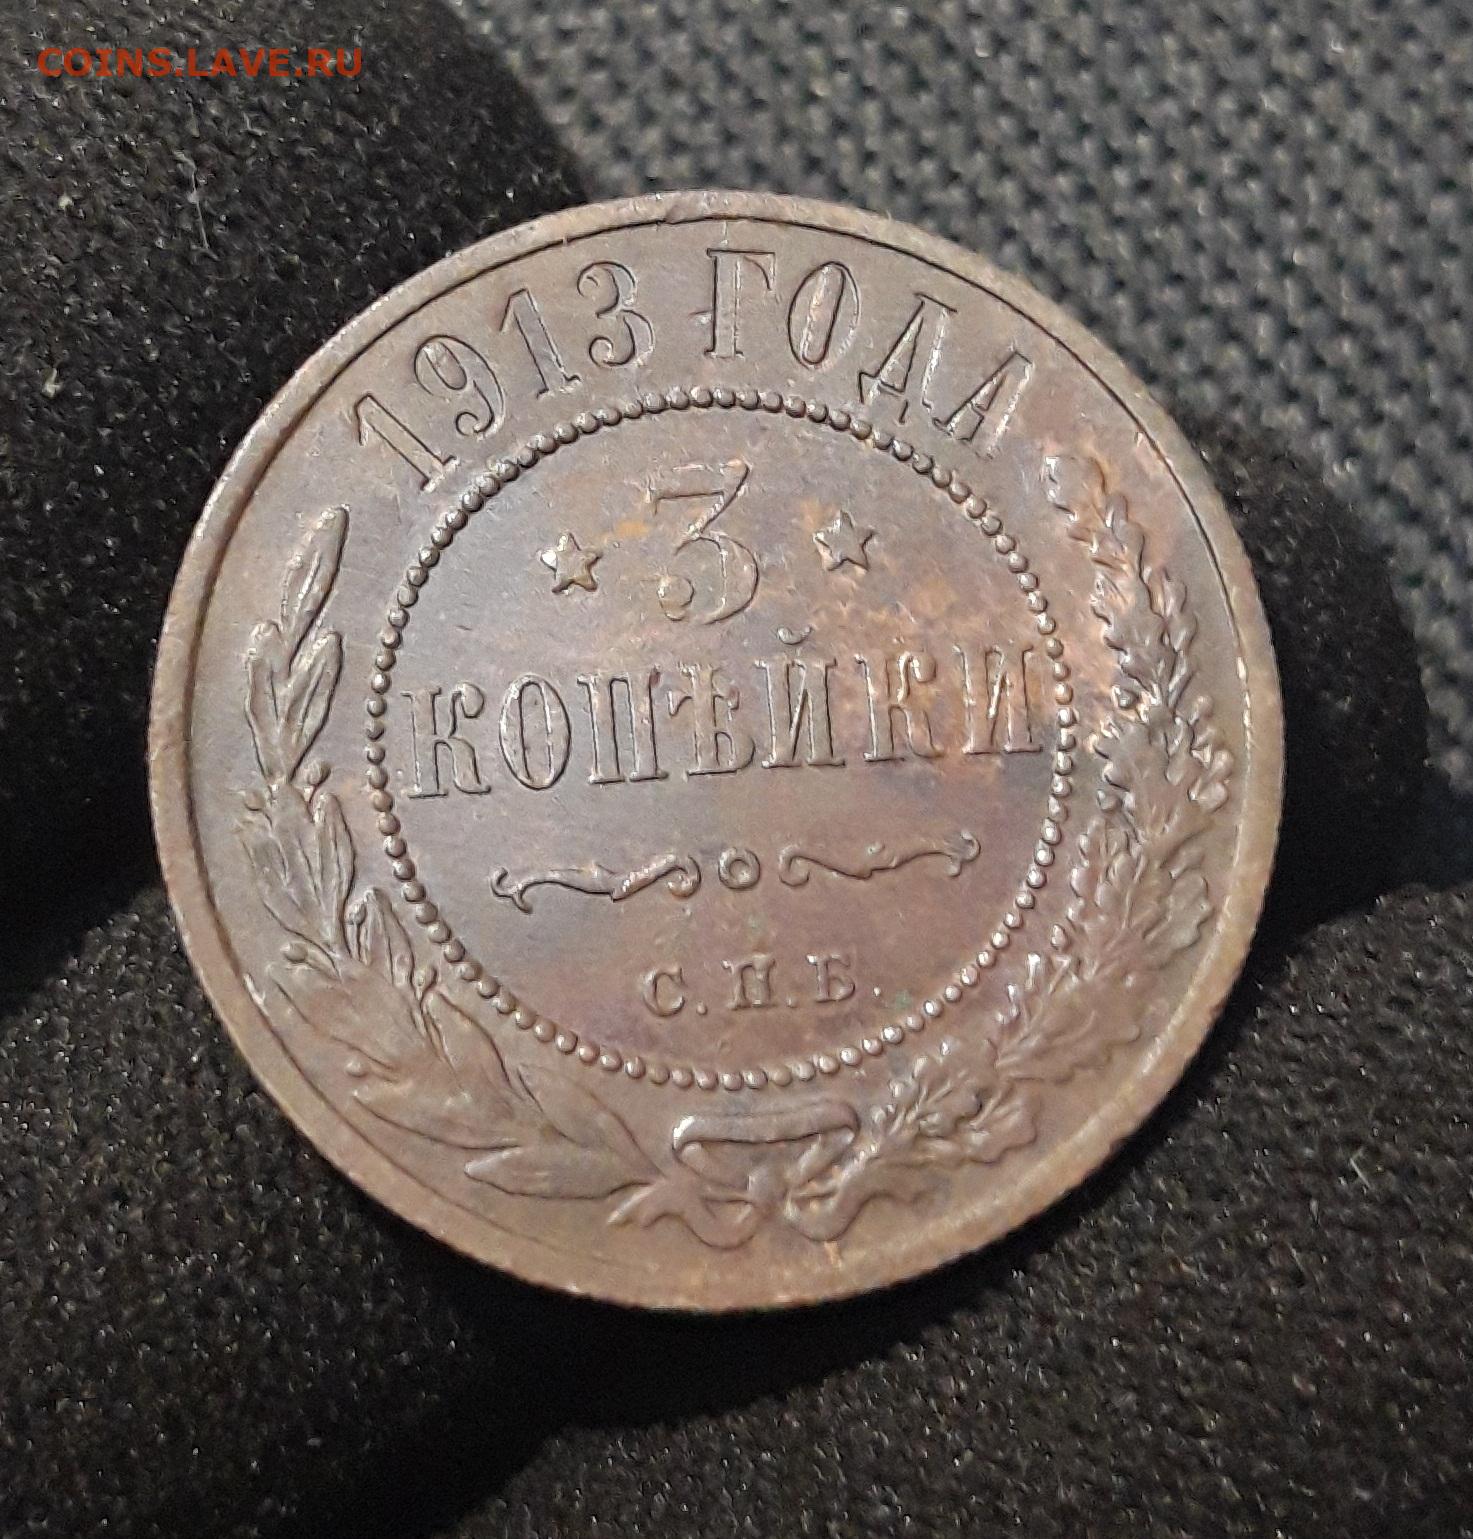 COINS.LAVE.RU
1913 ГОДА
3
КОПѢЙКИ
С.П.Б.